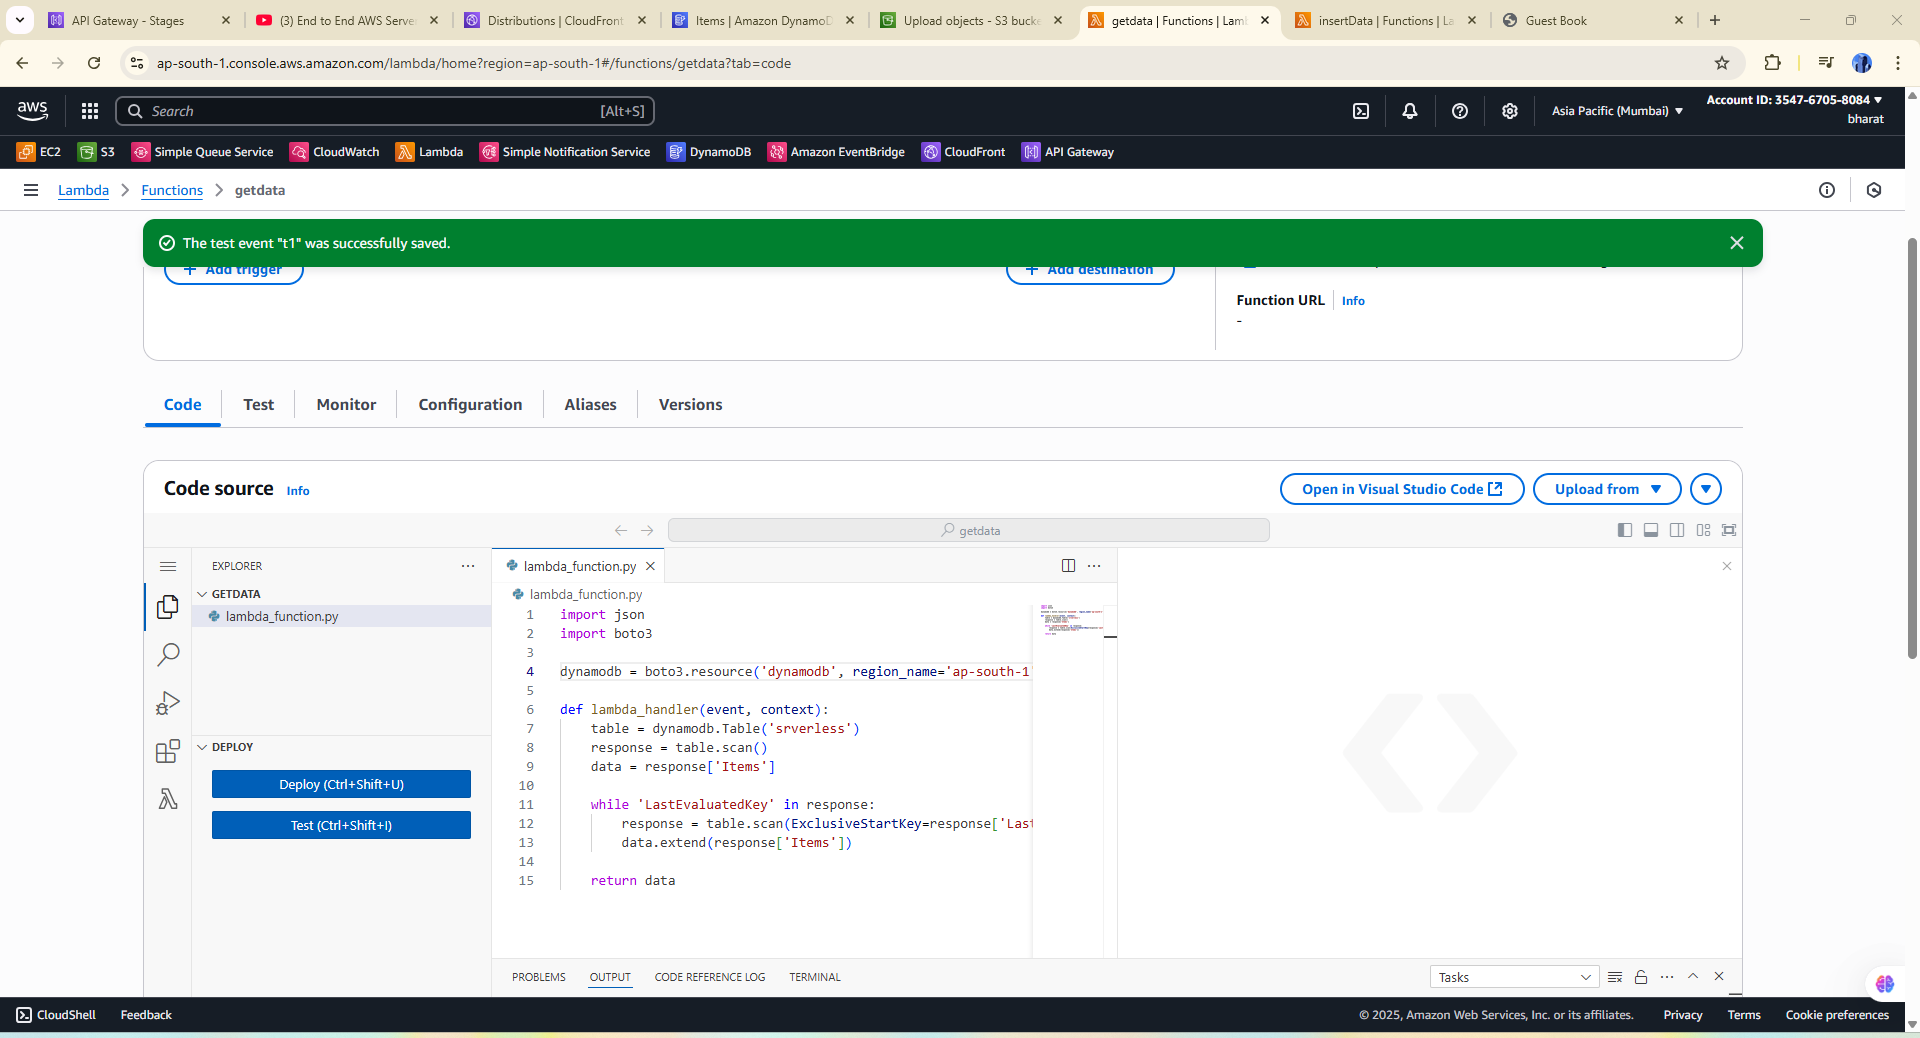 API Gateway - Stages
(3) End to End AWS Server
Distributions | CloudFront
Items | Amazon DynamoD
Upload objects - S3 bucke
getdata | Functions | Lam
insertData | Functions | La
Guest Book
ap-south-1.console.aws.amazon.com/lambda/home?region=ap-south-1#/functions/getdata?tab=code
aws
Search
[Alt+S]
Asia Pacific (Mumbai)
Account ID: 3547-6705-8084
bharat
EC2
S3
Simple Queue Service
CloudWatch
Lambda
Simple Notification Service
DynamoDB
Amazon EventBridge
CloudFront
API Gateway
Lambda
Functions
getdata
The test event "t1" was successfully saved.
Add trigger
Add destination
Function URL
Info
-
Code
Test
Monitor
Configuration
Aliases
Versions
Code source
Info
Open in Visual Studio Code
Upload from
getdata
EXPLORER
lambda_function.py
GETDATA
lambda_function.py
lambda_function.py
1 import json
2 import boto3
3
4 dynamodb = boto3.resource('dynamodb', region_name='ap-south-1'
5
6 def lambda_handler(event, context):
7 table = dynamodb.Table('srverless')
8 response = table.scan()
9 data = response['Items']
10
11 while 'LastEvaluatedKey' in response:
12 response = table.scan(ExclusiveStartKey=response['Last
13 data.extend(response['Items'])
14
15 return data
DEPLOY
Deploy (Ctrl+Shift+U)
Test (Ctrl+Shift+I)
PROBLEMS
OUTPUT
CODE REFERENCE LOG
TERMINAL
Tasks
CloudShell
Feedback
© 2025, Amazon Web Services, Inc. or its affiliates.
Privacy
Terms
Cookie preferences